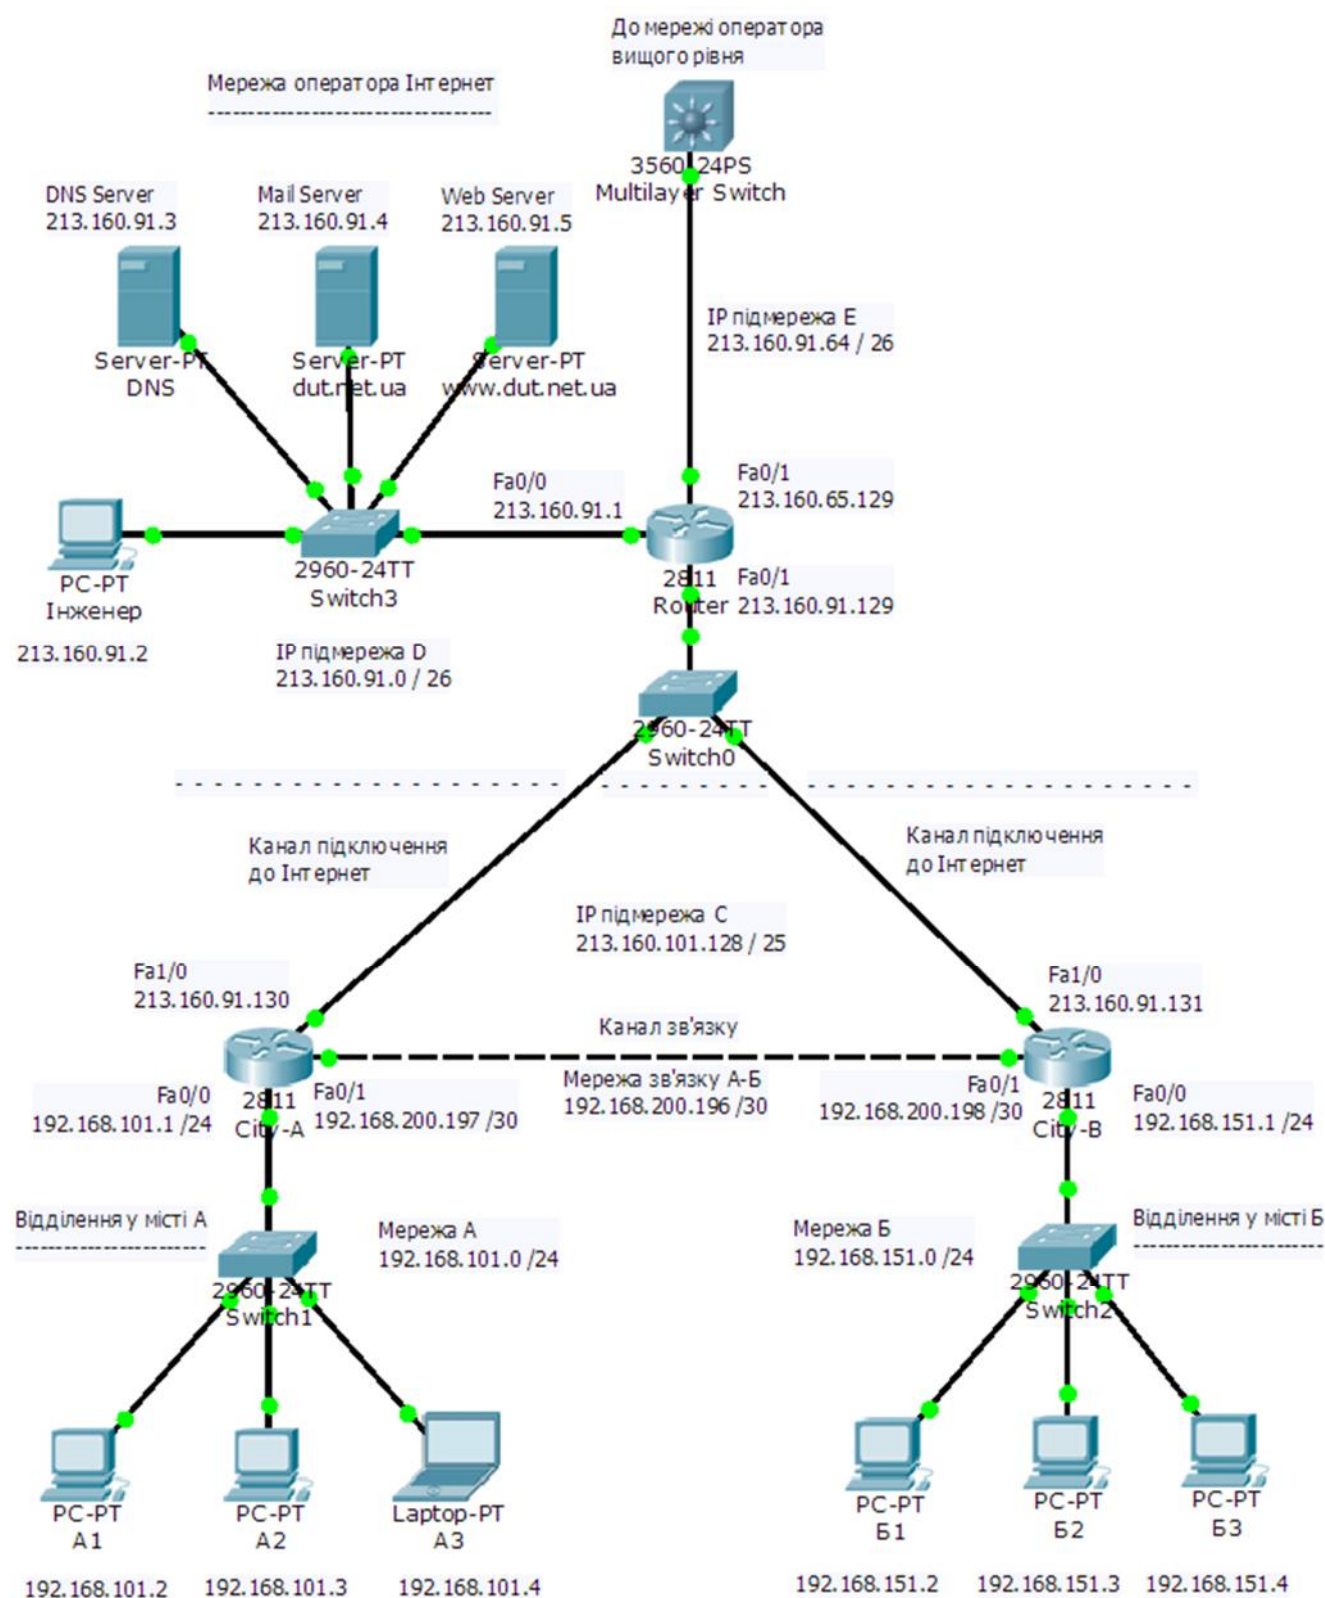 До мережі оператора
вищого рівня
Мережа оператора Інтернет
3560-24PS
Multilayer Switch
DNS Server
213.160.91.3
Mail Server
213.160.91.4
Web Server
213.160.91.5
IP підмережа E
213.160.91.64 / 26
Server-PT
DNS
Server-PT
dut.net.ua
Server-PT
www.dut.net.ua
Fa0/0
213.160.91.1
Fa0/1
213.160.65.129
PC-PT
Інженер
213.160.91.2
2960-24TT
Switch3
2811
Router
Fa0/1
213.160.91.129
IP підмережа D
213.160.91.0 / 26
2960-24TT
Switch0
Канал підключення
до Інтернет
Канал підключення
до Інтернет
IP підмережа C
213.160.101.128 / 25
Fa1/0
213.160.91.130
Fa1/0
213.160.91.131
Канал зв'язку
Мережа зв'язку А-Б
192.168.200.196 /30
Fa0/0
192.168.101.1 /24
2811
City-A
Fa0/1
192.168.200.197 /30
Fa0/1
192.168.200.198 /30
2811
City-B
Fa0/0
192.168.151.1 /24
Відділення у місті А
Мережа А
192.168.101.0 /24
Мережа Б
192.168.151.0 /24
Відділення у місті Б
2960-24TT
Switch1
2960-24TT
Switch2
PC-PT
А1
PC-PT
А2
Laptop-PT
А3
PC-PT
Б1
PC-PT
Б2
PC-PT
Б3
192.168.101.2
192.168.101.3
192.168.101.4
192.168.151.2
192.168.151.3
192.168.151.4